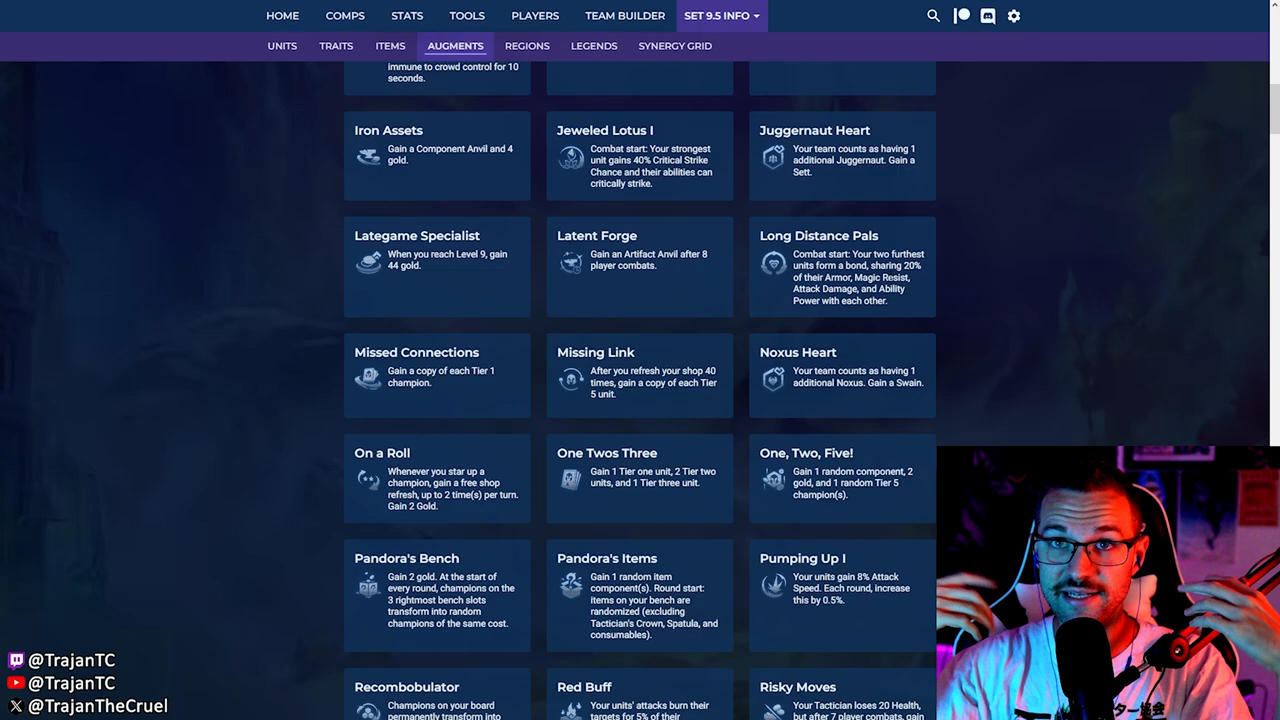 HOME COMPS STATS TOOLS PLAYERS TEAM BUILDER SET 9.5 INFO
UNITS TRAITS ITEMS AUGMENTS REGIONS LEGENDS SYNERGY GRID
immune to crowd control for 10
seconds.
Iron Assets
Gain a Component Anvil and 4
gold.
Jeweled Lotus I
Combat start: Your strongest
unit gains 40% Critical Strike
Chance and their abilities can
critically strike.
Juggernaut Heart
Your team counts as having 1
additional Juggernaut. Gain a
Sett.
Lategame Specialist
When you reach Level 9, gain
44 gold.
Latent Forge
Gain an Artifact Anvil after 8
player combats.
Long Distance Pals
Combat start: Your two furthest
units form a bond, sharing 20%
of their Armor, Magic Resist,
Attack Damage, and Ability
Power with each other.
Missed Connections
Gain a copy of each Tier 1
champion.
Missing Link
After you refresh your shop 40
times, gain a copy of each Tier
5 unit.
Noxus Heart
Your team counts as having 1
additional Noxus. Gain a Swain.
On a Roll
Whenever you star up a
champion, gain a free shop
refresh, up to 2 time(s) per turn.
Gain 2 Gold.
One Twos Three
Gain 1 Tier one unit, 2 Tier two
units, and 1 Tier three unit.
One, Two, Five!
Gain 1 random component, 2
gold, and 1 random Tier 5
champion(s).
Pandora's Bench
Gain 2 gold. At the start of
every round, champions on the
3 rightmost bench slots
transform into random
champions of the same cost.
Pandora's Items
Gain 1 random item
component(s). Round start:
items on your bench are
randomized (excluding
Tactician's Crown, Spatula, and
consumables).
Pumping Up I
Your units gain 8% Attack
Speed. Each round, increase
this by 0.5%.
Recombobulator
Champions on your board
permanently transform into
Red Buff
Your units' attacks burn their
targets for 5% of their
Risky Moves
Your Tactician loses 20 Health,
but after 7 player combats, gain
@TrajanTC
@TrajanTC
@TrajanTheCruel